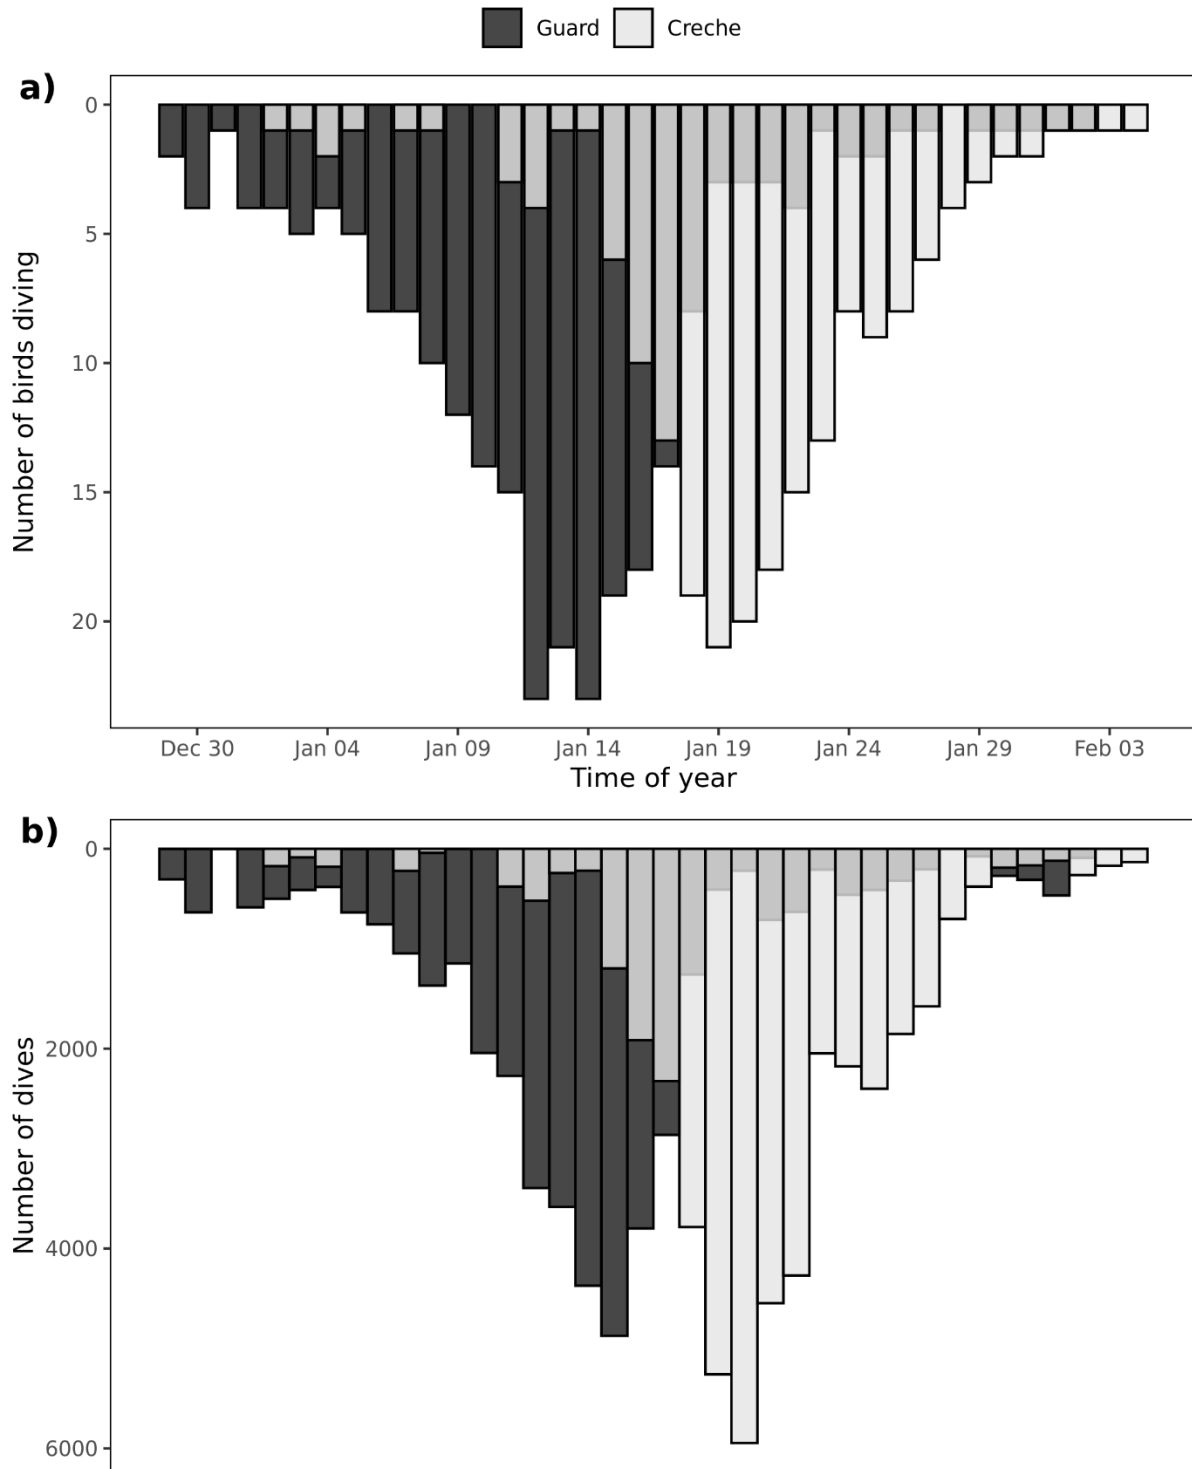 Guard Creche
a)
Number of birds diving
0
5
10
15
20
Dec 30 Jan 04 Jan 09 Jan 14 Jan 19 Jan 24 Jan 29 Feb 03
Time of year
b)
Number of dives
0
2000
4000
6000